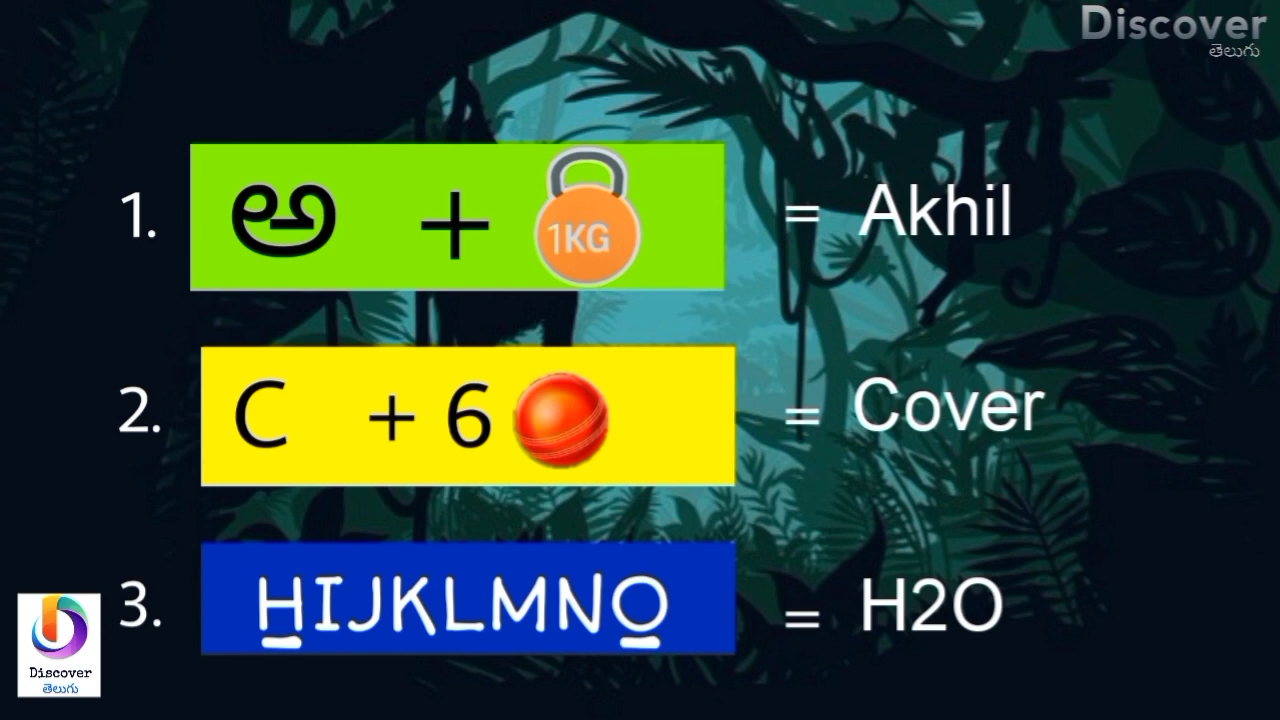 Discover
తెలుగు
1. అ + 1KG = Akhil
2. C + 6 = Cover
3. HIJKLMNO = H2O
Discover
తెలుగు